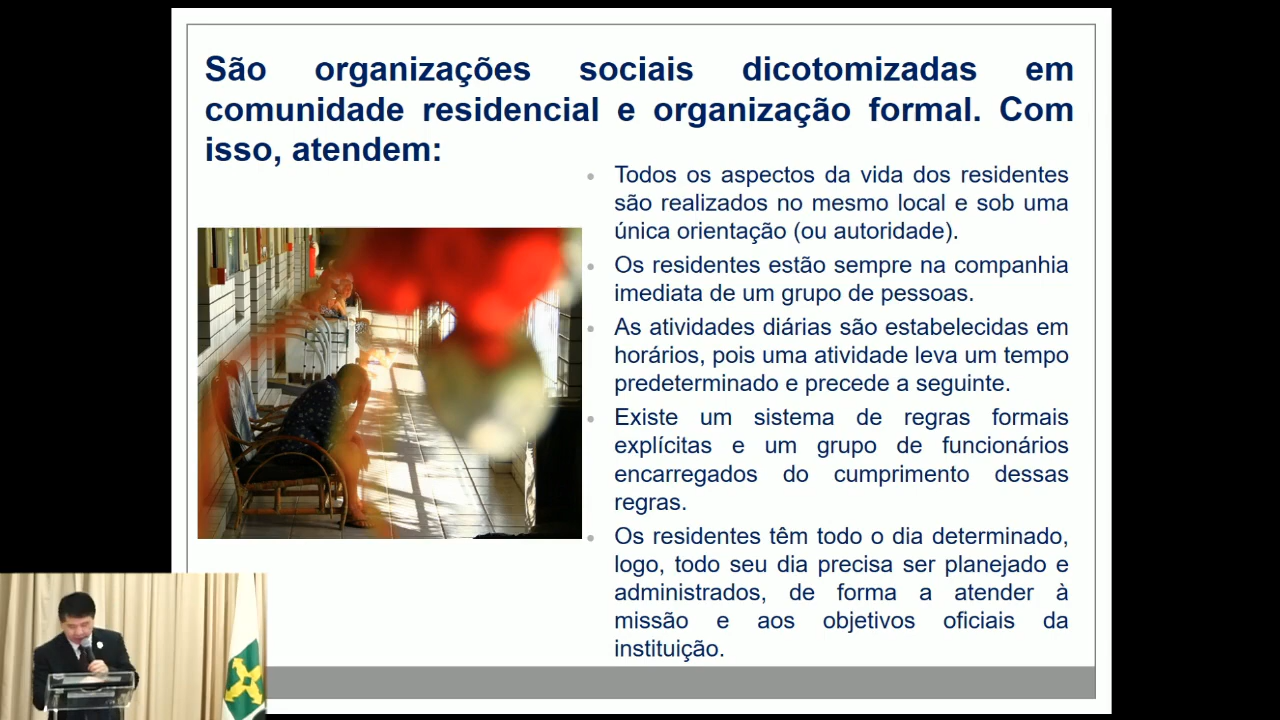 São organizações sociais dicotomizadas em
comunidade residencial e organização formal. Com
isso, atendem:
Todos os aspectos da vida dos residentes
são realizados no mesmo local e sob uma
única orientação (ou autoridade).
Os residentes estão sempre na companhia
imediata de um grupo de pessoas.
As atividades diárias são estabelecidas em
horários, pois uma atividade leva um tempo
predeterminado e precede a seguinte.
Existe um sistema de regras formais
explícitas e um grupo de funcionários
encarregados do cumprimento dessas
regras.
Os residentes têm todo o dia determinado,
logo, todo seu dia precisa ser planejado e
administrados, de forma a atender à
missão e aos objetivos oficiais da
instituição.